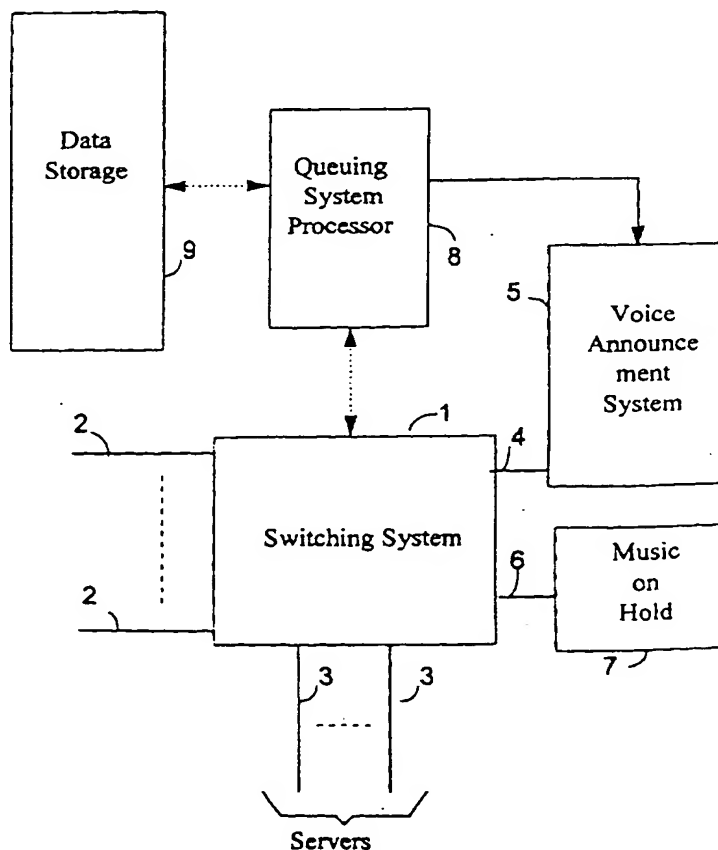 Data
Storage
9
Queuing
System
Processor
8
5
Voice
Announce
ment
System
1
2
4
Switching System
2
6
Music
on
Hold
7
3
3
Servers